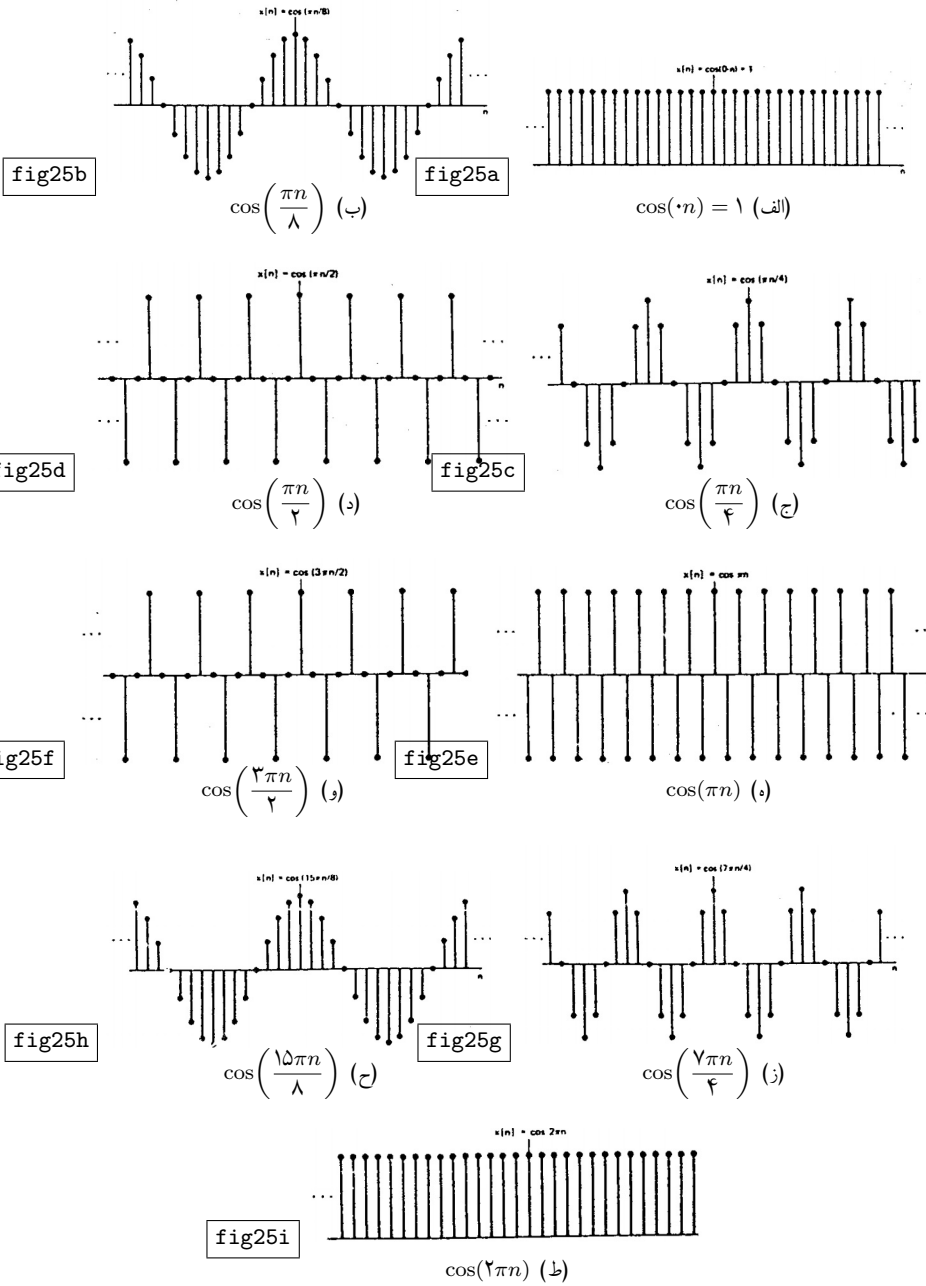 x[n] = cos(0·n) = 1
n
fig25a
(الف) cos(۰n) = ۱
x[n] = cos (πn/8)
n
fig25b
(ب) cos(πn/۸)
x[n] = cos (πn/4)
fig25c
(ج) cos(πn/۴)
x[n] = cos (πn/2)
n
fig25d
(د) cos(πn/۲)
x[n] = cos πn
fig25e
(ه) cos(πn)
x[n] = cos (3πn/2)
fig25f
(و) cos(۳πn/۲)
x[n] = cos (7πn/4)
n
fig25g
(ز) cos(۷πn/۴)
x[n] = cos (15πn/8)
n
fig25h
(ح) cos(۱۵πn/۸)
x[n] = cos 2πn
fig25i
(ط) cos(۲πn)